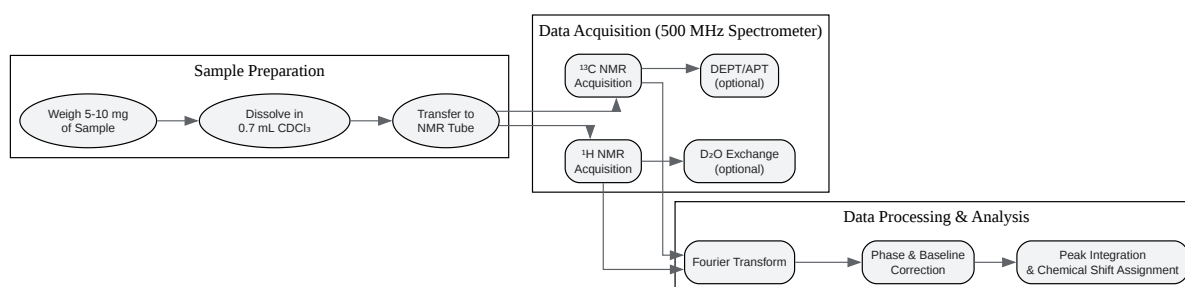 Sample Preparation
Weigh 5-10 mg
of Sample
Dissolve in
0.7 mL CDCl₃
Transfer to
NMR Tube
Data Acquisition (500 MHz Spectrometer)
¹³C NMR
Acquisition
DEPT/APT
(optional)
¹H NMR
Acquisition
D₂O Exchange
(optional)
Data Processing & Analysis
Fourier Transform
Phase & Baseline
Correction
Peak Integration
& Chemical Shift Assignment